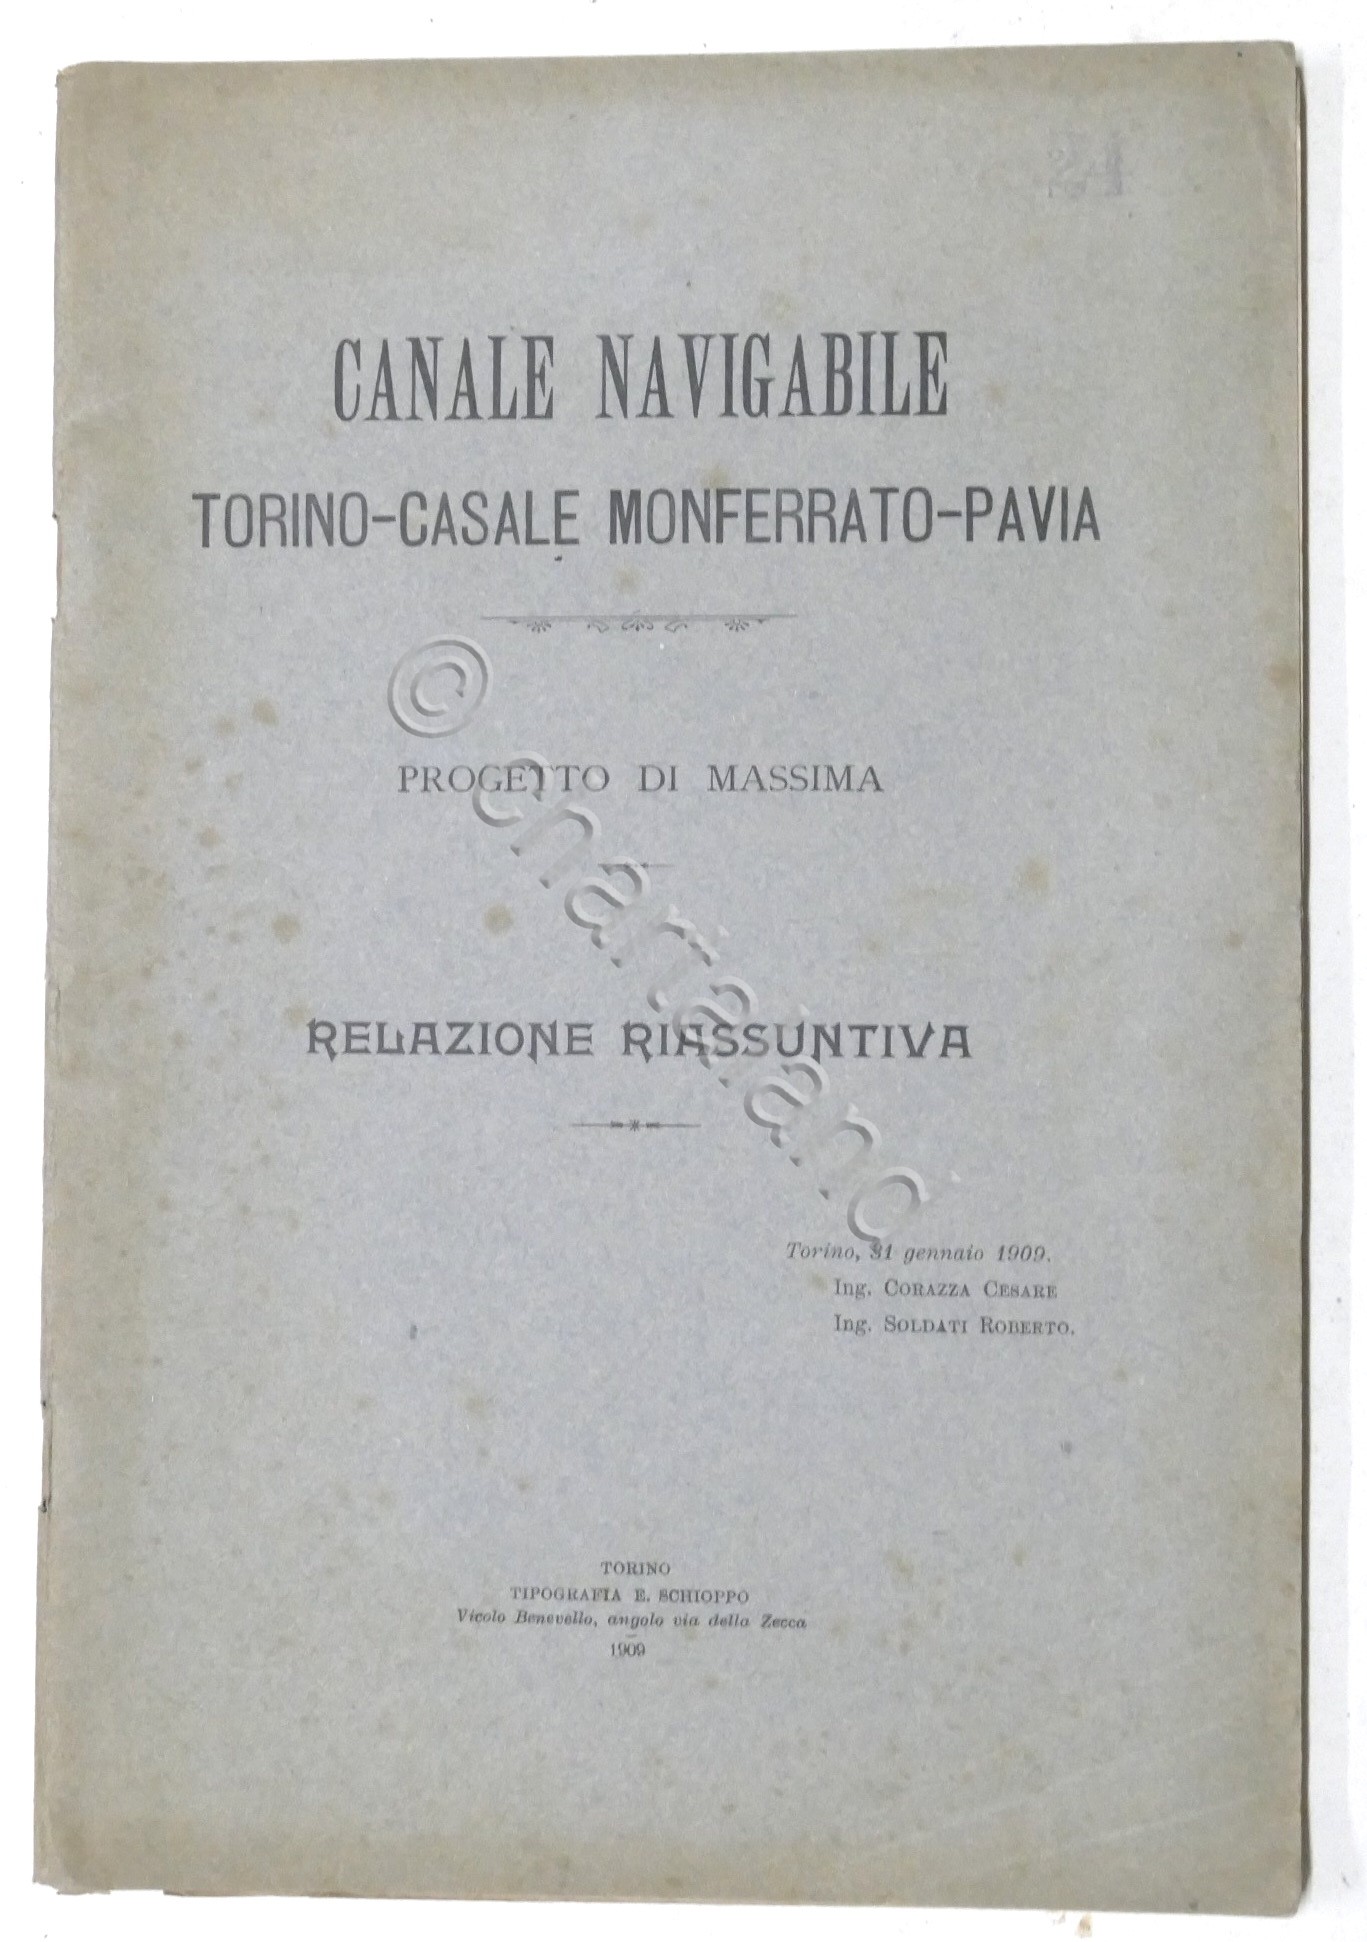 CANALE NAVIGABILE
TORINO-CASALE MONFERRATO-PAVIA
PROGETTO DI MASSIMA
RELAZIONE RIASSUNTIVA
Torino, 31 gennaio 1909.
Ing. CORAZZA CESARE
Ing. SOLDATI ROBERTO.
TORINO
TIPOGRAFIA E. SCHIOPPO
Vicolo Benevello, angolo via della Zecca
1909
© chartaland